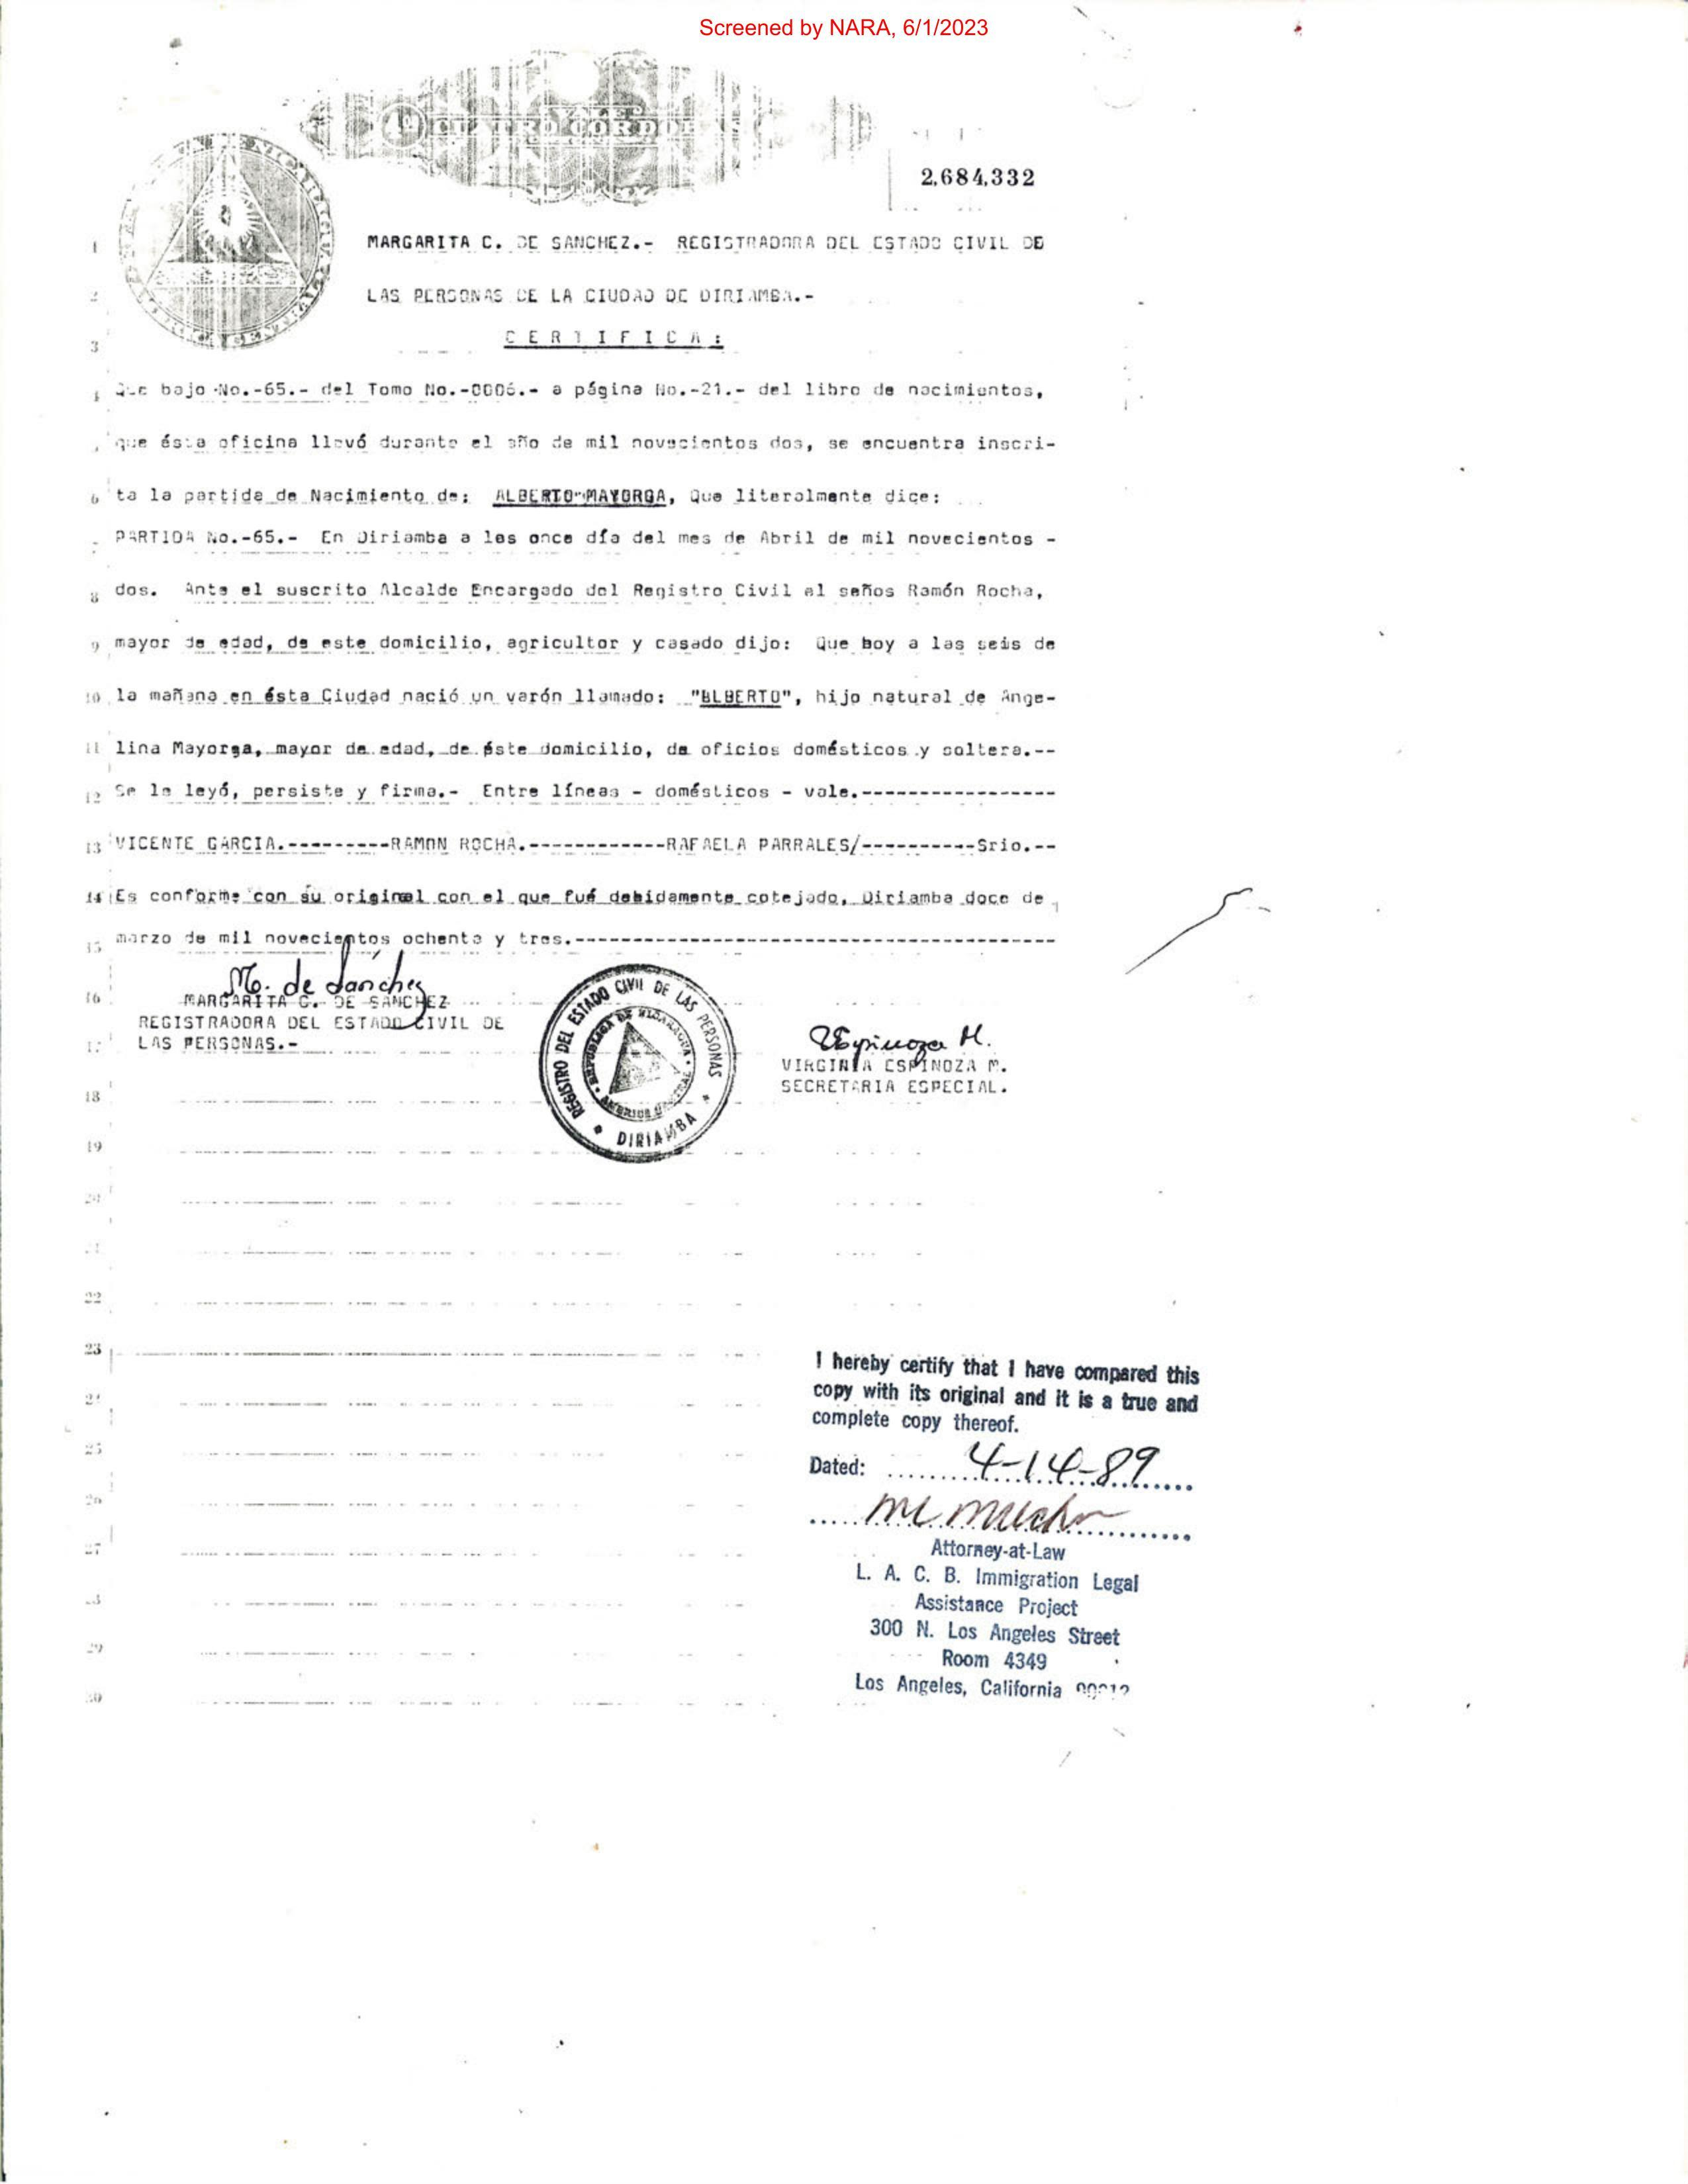 Screened by NARA, 6/1/2023
CUATRO CORDOB
2,684,332
1 MARGARITA C. DE SANCHEZ.- REGISTRADORA DEL ESTADO CIVIL DE
2 LAS PERSONAS DE LA CIUDAD DE DIRIAMBA.-
3 C E R T I F I C A :
Que bajo No.-65.- del Tomo No.-0006.- a página No.-21.- del libro de nacimientos,
que ésta oficina llevó durante el año de mil novecientos dos, se encuentra inscri-
6 ta la partida de Nacimiento de: ALBERTO MAYORGA, Que literalmente dice:
PARTIDA No.-65.- En Diriamba a las once día del mes de Abril de mil novecientos -
8 dos. Ante el suscrito Alcalde Encargado del Registro Civil el seños Ramón Rocha,
9 mayor de edad, de este domicilio, agricultor y casado dijo: Que hoy a las seis de
10 la mañana en ésta Ciudad nació un varón llamado: "ALBERTO", hijo natural de Ange-
11 lina Mayorga, mayor de edad, de éste domicilio, de oficios domésticos y soltera.--
12 Se le leyó, persiste y firma.- Entre líneas - domésticos - vale.-----------------
13 VICENTE GARCIA.---------RAMON ROCHA.------------RAFAELA PARRALES/----------Srio.--
14 Es conforme con su original con el que fué debidamente cotejado, Diriamba doce de
15 marzo de mil novecientos ochenta y tres.------------------------------------------
M. de Sánchez
16 MARGARITA C. DE SANCHEZ
REGISTRADORA DEL ESTADO CIVIL DE
17 LAS PERSONAS.-
REGISTRO DEL ESTADO CIVIL DE LAS PERSONAS
REPUBLICA DE NICARAGUA
AMERICA CENTRAL
DIRIAMBA
VEspinoza M.
VIRGINIA ESPINOZA M.
SECRETARIA ESPECIAL.
18
19
20
21
22
23
24
25
26
27
28
29
30
I hereby certify that I have compared this
copy with its original and it is a true and
complete copy thereof.
Dated: 4-14-89
Attorney-at-Law
L. A. C. B. Immigration Legal
Assistance Project
300 N. Los Angeles Street
Room 4349
Los Angeles, California 90012